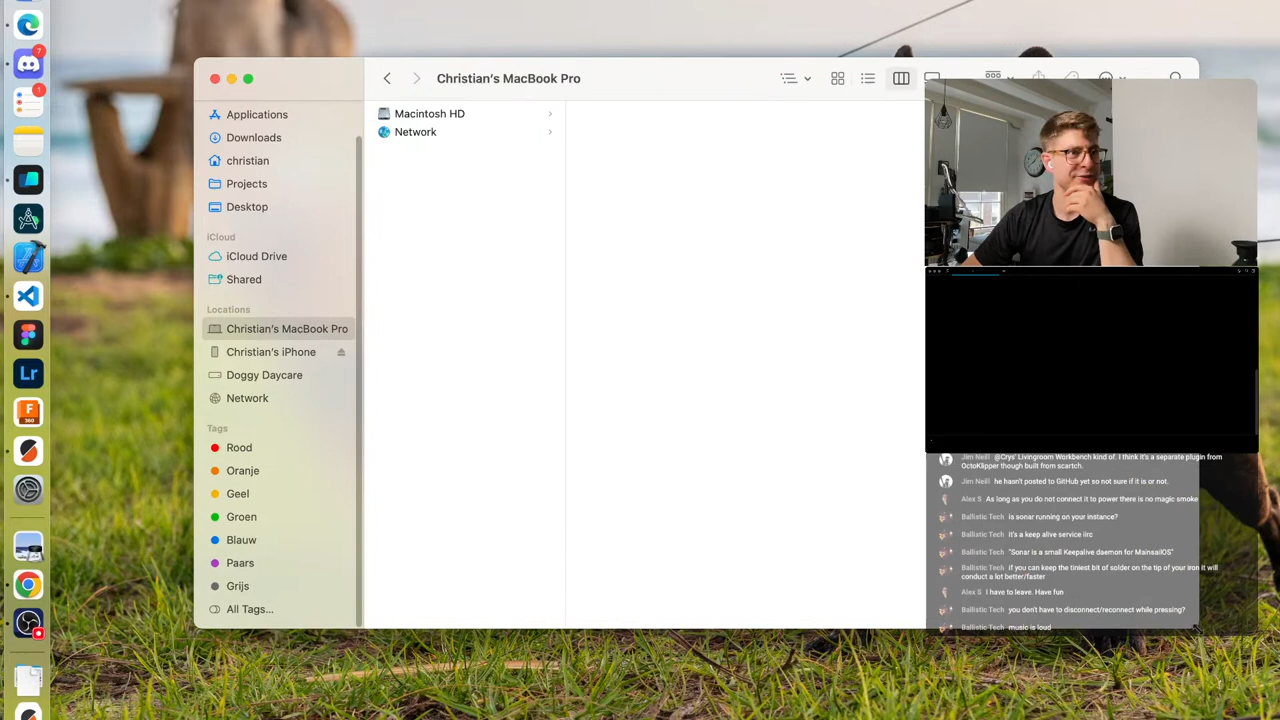 7
1
Lr
F
360
Christian's MacBook Pro
Applications
Downloads
christian
Projects
Desktop
iCloud
iCloud Drive
Shared
Locations
Christian's MacBook Pro
Christian's iPhone
Doggy Daycare
Network
Tags
Rood
Oranje
Geel
Groen
Blauw
Paars
Grijs
All Tags...
Macintosh HD
Network
Jim Neill @Crys' Livingroom Workbench kind of. I think it's a separate plugin from
OctoKlipper though built from scartch.
Jim Neill he hasn't posted to GitHub yet so not sure if it is or not.
Alex S As long as you do not connect it to power there is no magic smoke
Ballistic Tech is sonar running on your instance?
Ballistic Tech it's a keep alive service iirc
Ballistic Tech "Sonar is a small Keepalive daemon for MainsailOS"
Ballistic Tech if you can keep the tiniest bit of solder on the tip of your iron it will
conduct a lot better/faster
Alex S I have to leave. Have fun
Ballistic Tech you don't have to disconnect/reconnect while pressing?
Ballistic Tech music is loud